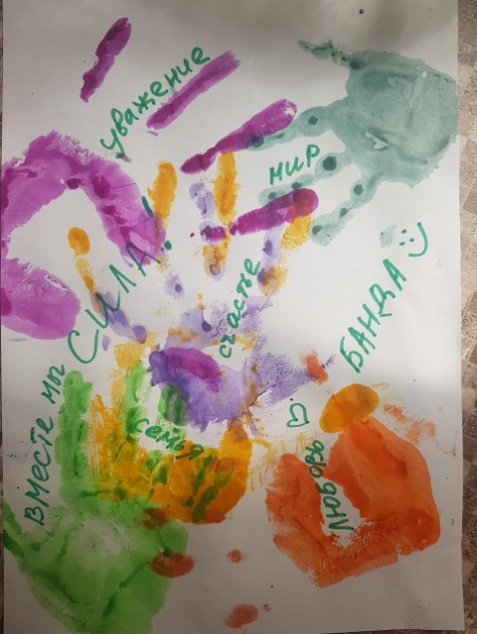 уважение
мир
Вместе мы СИЛА!
счастье
БАНДА :)
семья
ЛЮБОВЬ ♡